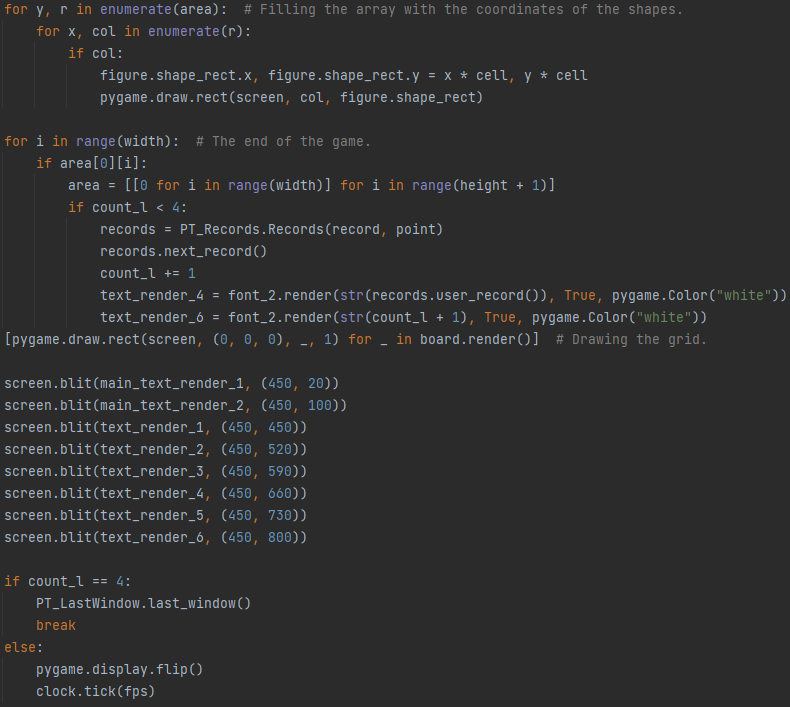 for y, r in enumerate(area):  # Filling the array with the coordinates of the shapes.
    for x, col in enumerate(r):
        if col:
            figure.shape_rect.x, figure.shape_rect.y = x * cell, y * cell
            pygame.draw.rect(screen, col, figure.shape_rect)

for i in range(width):  # The end of the game.
    if area[0][i]:
        area = [[0 for i in range(width)] for i in range(height + 1)]
        if count_l < 4:
            records = PT_Records.Records(record, point)
            records.next_record()
            count_l += 1
            text_render_4 = font_2.render(str(records.user_record()), True, pygame.Color("white"))
            text_render_6 = font_2.render(str(count_l + 1), True, pygame.Color("white"))
[pygame.draw.rect(screen, (0, 0, 0), _, 1) for _ in board.render()]  # Drawing the grid.

screen.blit(main_text_render_1, (450, 20))
screen.blit(main_text_render_2, (450, 100))
screen.blit(text_render_1, (450, 450))
screen.blit(text_render_2, (450, 520))
screen.blit(text_render_3, (450, 590))
screen.blit(text_render_4, (450, 660))
screen.blit(text_render_5, (450, 730))
screen.blit(text_render_6, (450, 800))

if count_l == 4:
    PT_LastWindow.last_window()
    break
else:
    pygame.display.flip()
    clock.tick(fps)